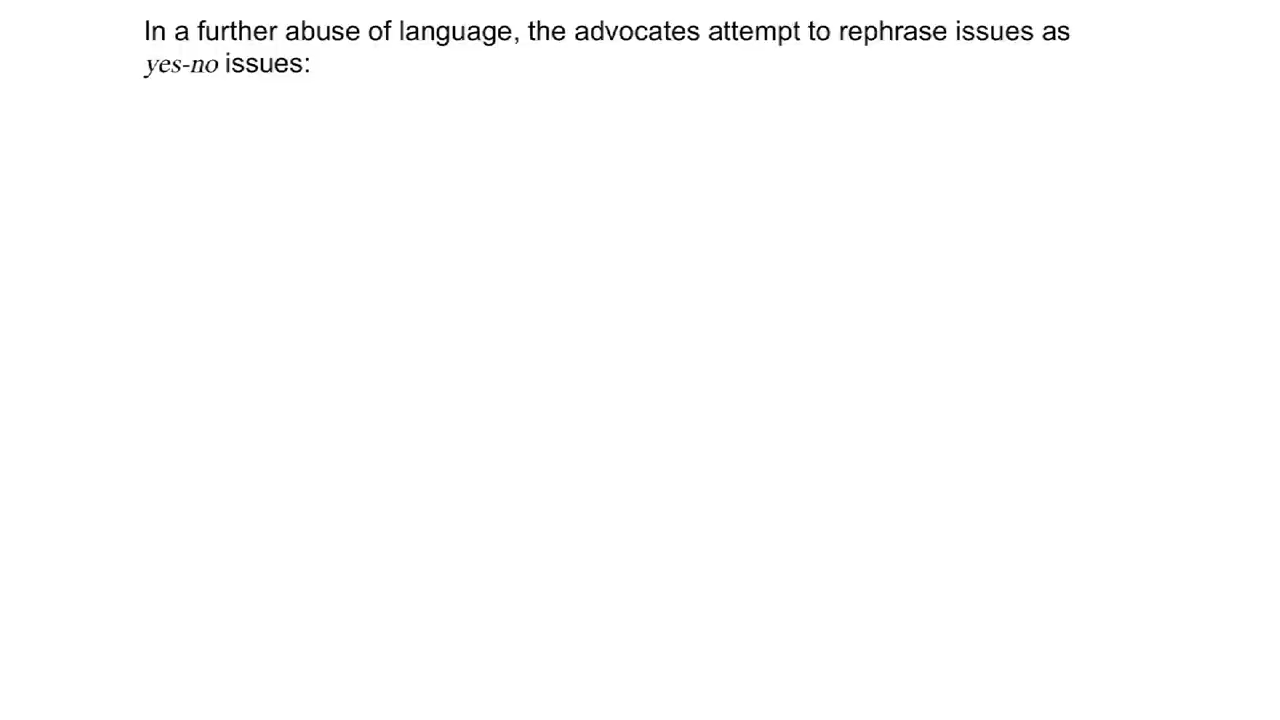 In a further abuse of language, the advocates attempt to rephrase issues as
yes-no issues: